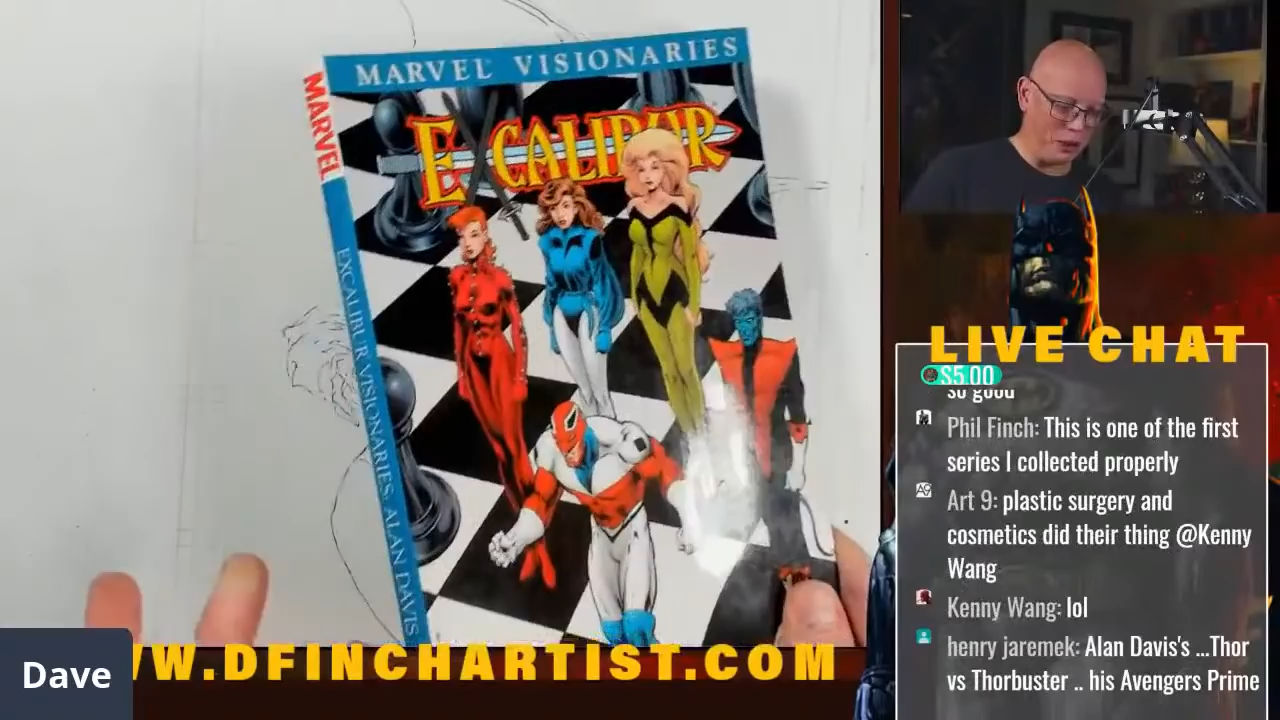 MARVEL VISIONARIES
EXCALIBUR
MARVEL
EXCALIBUR VISIONARIES: ALAN DAVIS
LIVE CHAT
$5.00
so good
Phil Finch: This is one of the first
series I collected properly
Art 9: plastic surgery and
cosmetics did their thing @Kenny
Wang
Kenny Wang: lol
henry jaremek: Alan Davis's ...Thor
vs Thorbuster .. his Avengers Prime
Dave
WW.DFINCHARTIST.COM